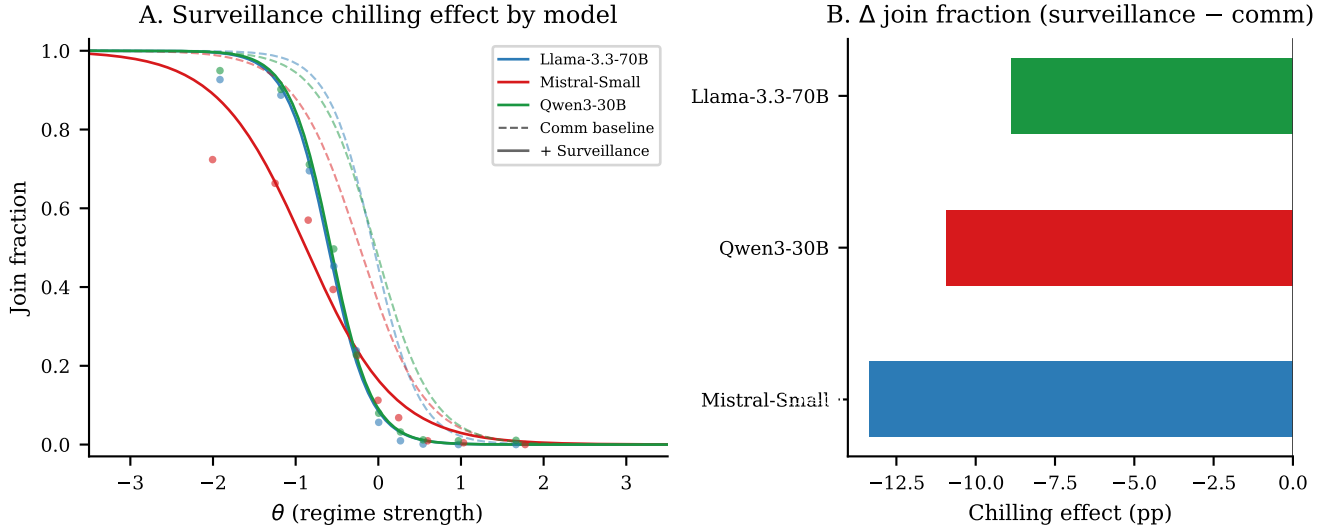 A. Surveillance chilling effect by model
Join fraction
1.0
0.8
0.6
0.4
0.2
0.0
Llama-3.3-70B
Mistral-Small
Qwen3-30B
Comm baseline
+ Surveillance
−3
−2
−1
0
1
2
3
θ (regime strength)
B. Δ join fraction (surveillance − comm)
Llama-3.3-70B
Qwen3-30B
Mistral-Small
−12.5
−10.0
−7.5
−5.0
−2.5
0.0
Chilling effect (pp)